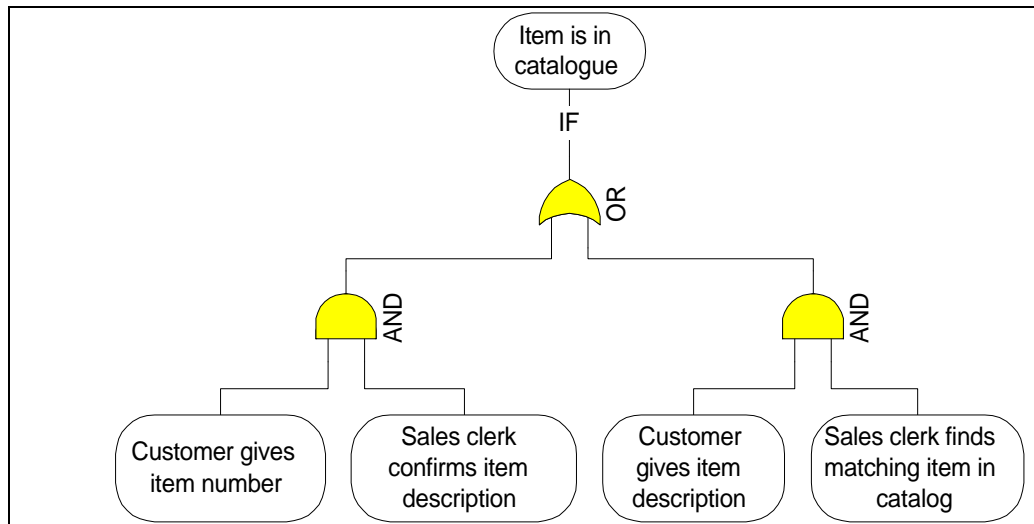 Item is in
catalogue
IF
OR
AND
AND
Customer gives
item number
Sales clerk
confirms item
description
Customer
gives item
description
Sales clerk finds
matching item in
catalog